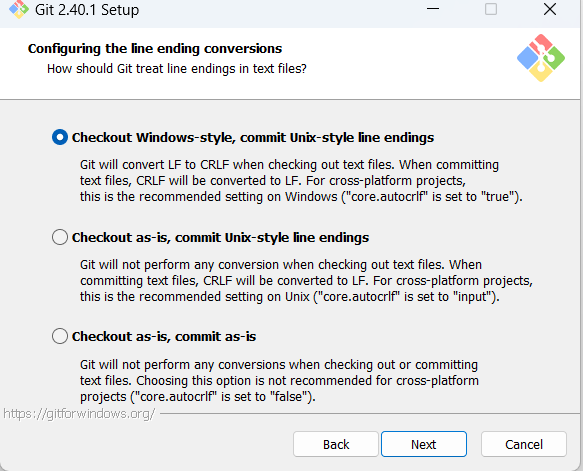 Git 2.40.1 Setup
Configuring the line ending conversions
How should Git treat line endings in text files?
Checkout Windows-style, commit Unix-style line endings
Git will convert LF to CRLF when checking out text files. When committing
text files, CRLF will be converted to LF. For cross-platform projects,
this is the recommended setting on Windows ("core.autocrlf" is set to "true").
Checkout as-is, commit Unix-style line endings
Git will not perform any conversion when checking out text files. When
committing text files, CRLF will be converted to LF. For cross-platform projects,
this is the recommended setting on Unix ("core.autocrlf" is set to "input").
Checkout as-is, commit as-is
Git will not perform any conversions when checking out or committing
text files. Choosing this option is not recommended for cross-platform
projects ("core.autocrlf" is set to "false").
https://gitforwindows.org/
Back Next Cancel